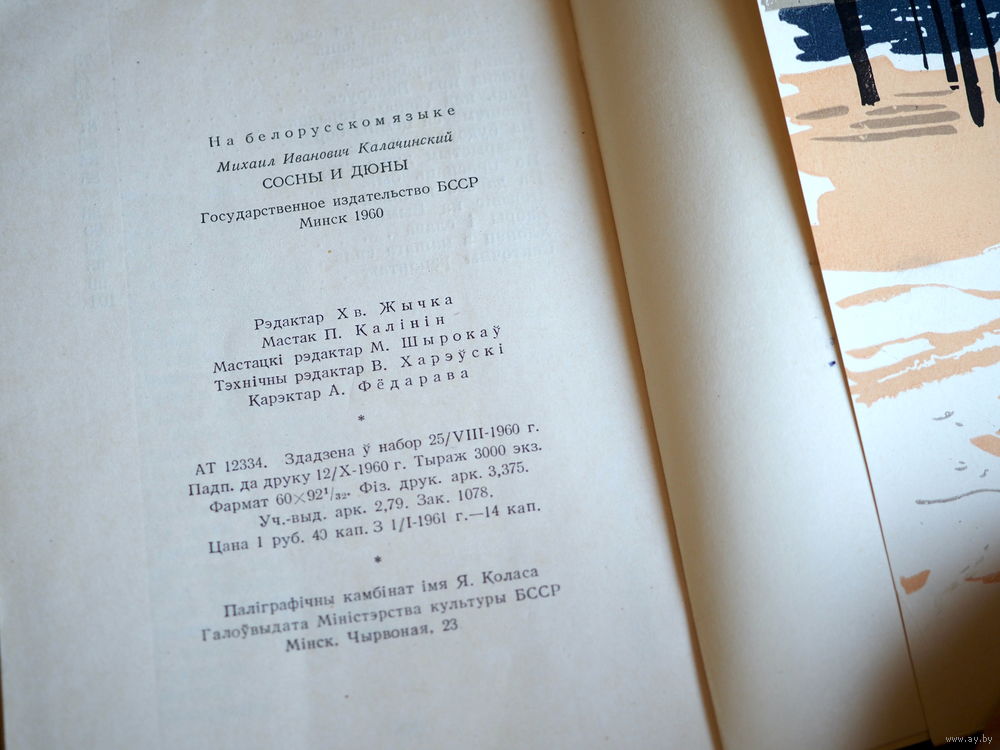 На белорусском языке
Михаил Иванович Калачинский
СОСНЫ И ДЮНЫ
Государственное издательство БССР
Минск 1960
Рэдактар Хв. Жычка
Мастак П. Калінін
Мастацкі рэдактар М. Шырокаў
Тэхнічны рэдактар В. Харэўскі
Карэктар А. Фёдарава
*
АТ 12334. Здадзена ў набор 25/VIII-1960 г.
Падп. да друку 12/X-1960 г. Тыраж 3000 экз.
Фармат 60×92¹/₃₂. Фіз. друк. арк. 3,375.
Уч.-выд. арк. 2,79. Зак. 1078.
Цана 1 руб. 40 кап. З 1/I-1961 г.—14 кап.
*
Паліграфічны камбінат імя Я. Коласа
Галоўвыдата Міністэрства культуры БССР
Мінск. Чырвоная, 23
www.ay.by